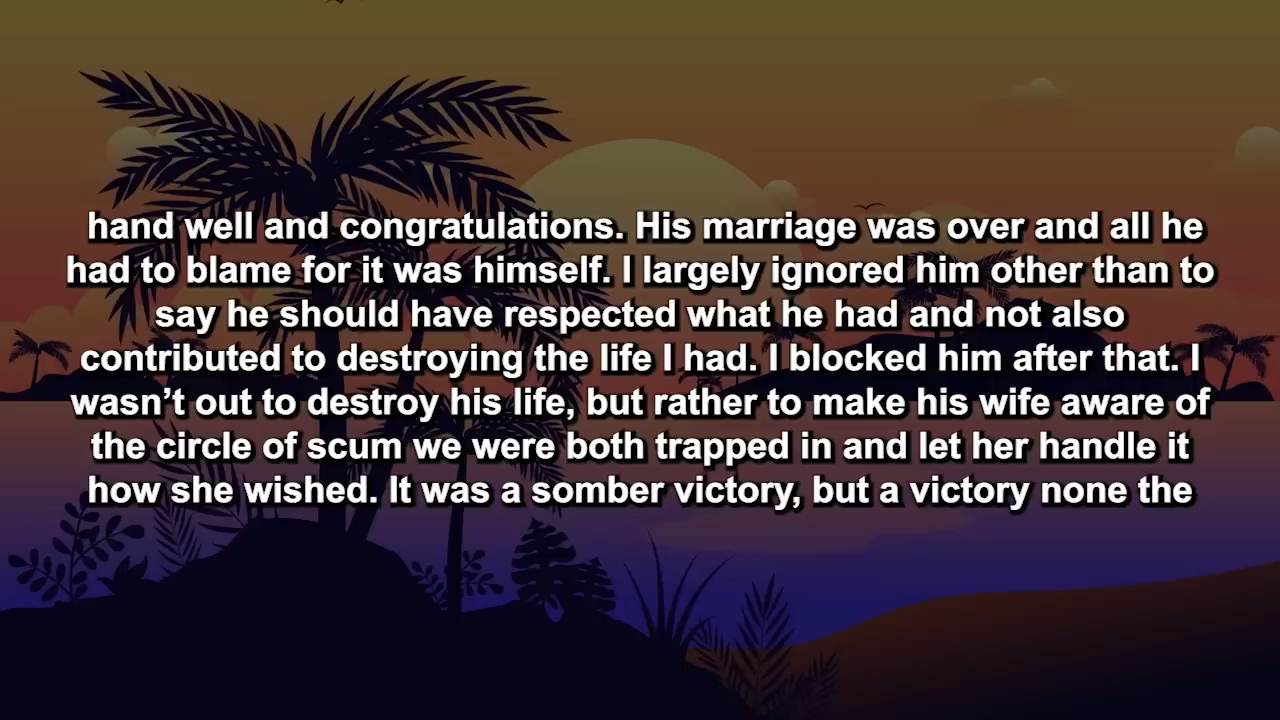 hand well and congratulations. His marriage was over and all he
had to blame for it was himself. I largely ignored him other than to
say he should have respected what he had and not also
contributed to destroying the life I had. I blocked him after that. I
wasn’t out to destroy his life, but rather to make his wife aware of
the circle of scum we were both trapped in and let her handle it
how she wished. It was a somber victory, but a victory none the